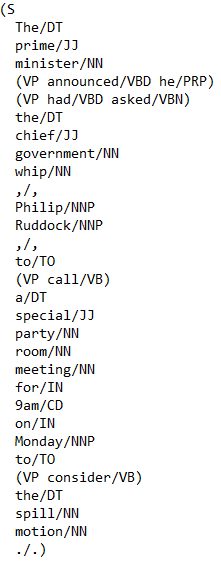 (S
The/DT
prime/JJ
minister/NN
(VP announced/VBD he/PRP)
(VP had/VBD asked/VBN)
the/DT
chief/JJ
government/NN
whip/NN
,/,
Philip/NNP
Ruddock/NNP
,/,
to/TO
(VP call/VB)
a/DT
special/JJ
party/NN
room/NN
meeting/NN
for/IN
9am/CD
on/IN
Monday/NNP
to/TO
(VP consider/VB)
the/DT
spill/NN
motion/NN
./.)